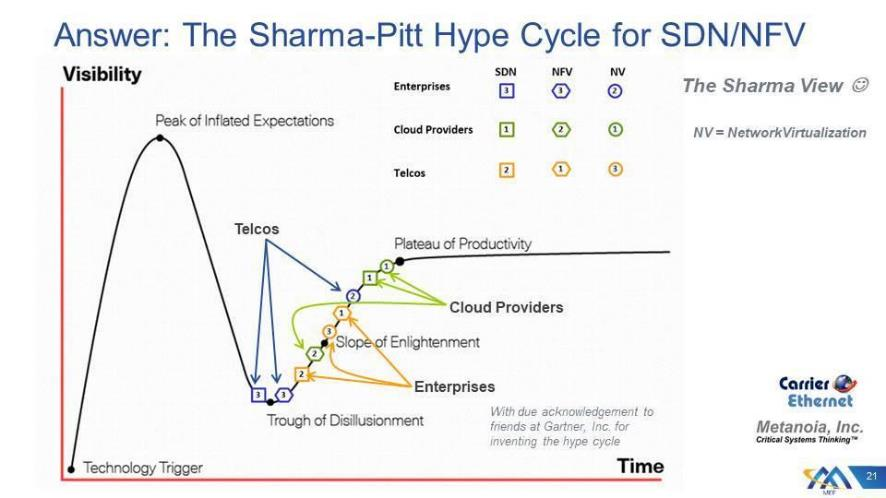 Answer: The Sharma-Pitt Hype Cycle for SDN/NFV
Visibility
SDN NFV NV
Enterprises 3 3 2
Cloud Providers 1 2 1
Telcos 2 1 3
The Sharma View ☺
NV = NetworkVirtualization
Peak of Inflated Expectations
Telcos
Plateau of Productivity
1
1
2
Cloud Providers
1
3
Slope of Enlightenment
2
2
Enterprises
3 3
Trough of Disillusionment
With due acknowledgement to
friends at Gartner, Inc. for
inventing the hype cycle
Technology Trigger
Time
Carrier
Ethernet
Metanoia, Inc.
Critical Systems Thinking™
MEF
21